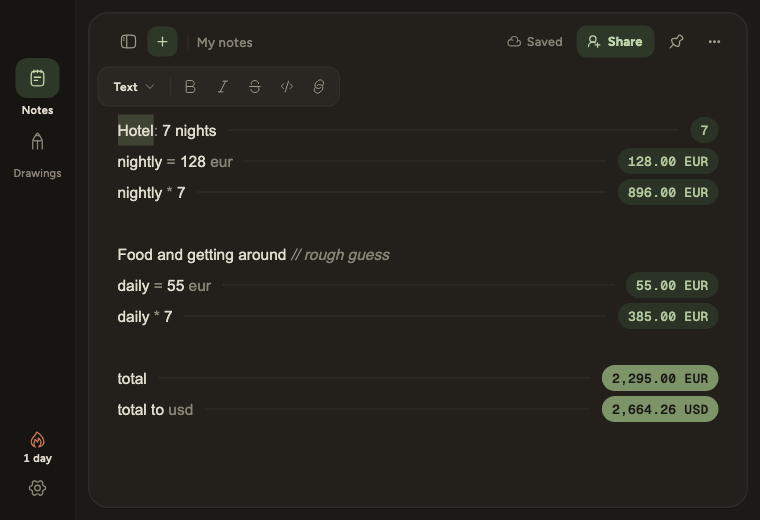 My notes
Saved
Share
Text
Notes
Drawings
Hotel: 7 nights 7
nightly = 128 eur 128.00 EUR
nightly * 7 896.00 EUR
Food and getting around // rough guess
daily = 55 eur 55.00 EUR
daily * 7 385.00 EUR
total 2,295.00 EUR
total to usd 2,664.26 USD
1 day